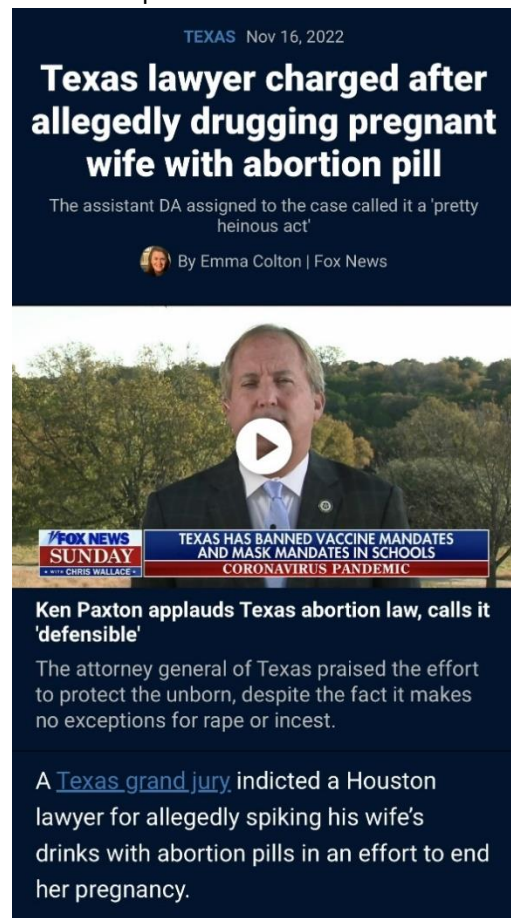 TEXAS Nov 16, 2022
Texas lawyer charged after
allegedly drugging pregnant
wife with abortion pill
The assistant DA assigned to the case called it a 'pretty
heinous act'
By Emma Colton | Fox News
FOX NEWS
SUNDAY
WITH CHRIS WALLACE
TEXAS HAS BANNED VACCINE MANDATES
AND MASK MANDATES IN SCHOOLS
CORONAVIRUS PANDEMIC
Ken Paxton applauds Texas abortion law, calls it
'defensible'
The attorney general of Texas praised the effort
to protect the unborn, despite the fact it makes
no exceptions for rape or incest.
A Texas grand jury indicted a Houston
lawyer for allegedly spiking his wife’s
drinks with abortion pills in an effort to end
her pregnancy.